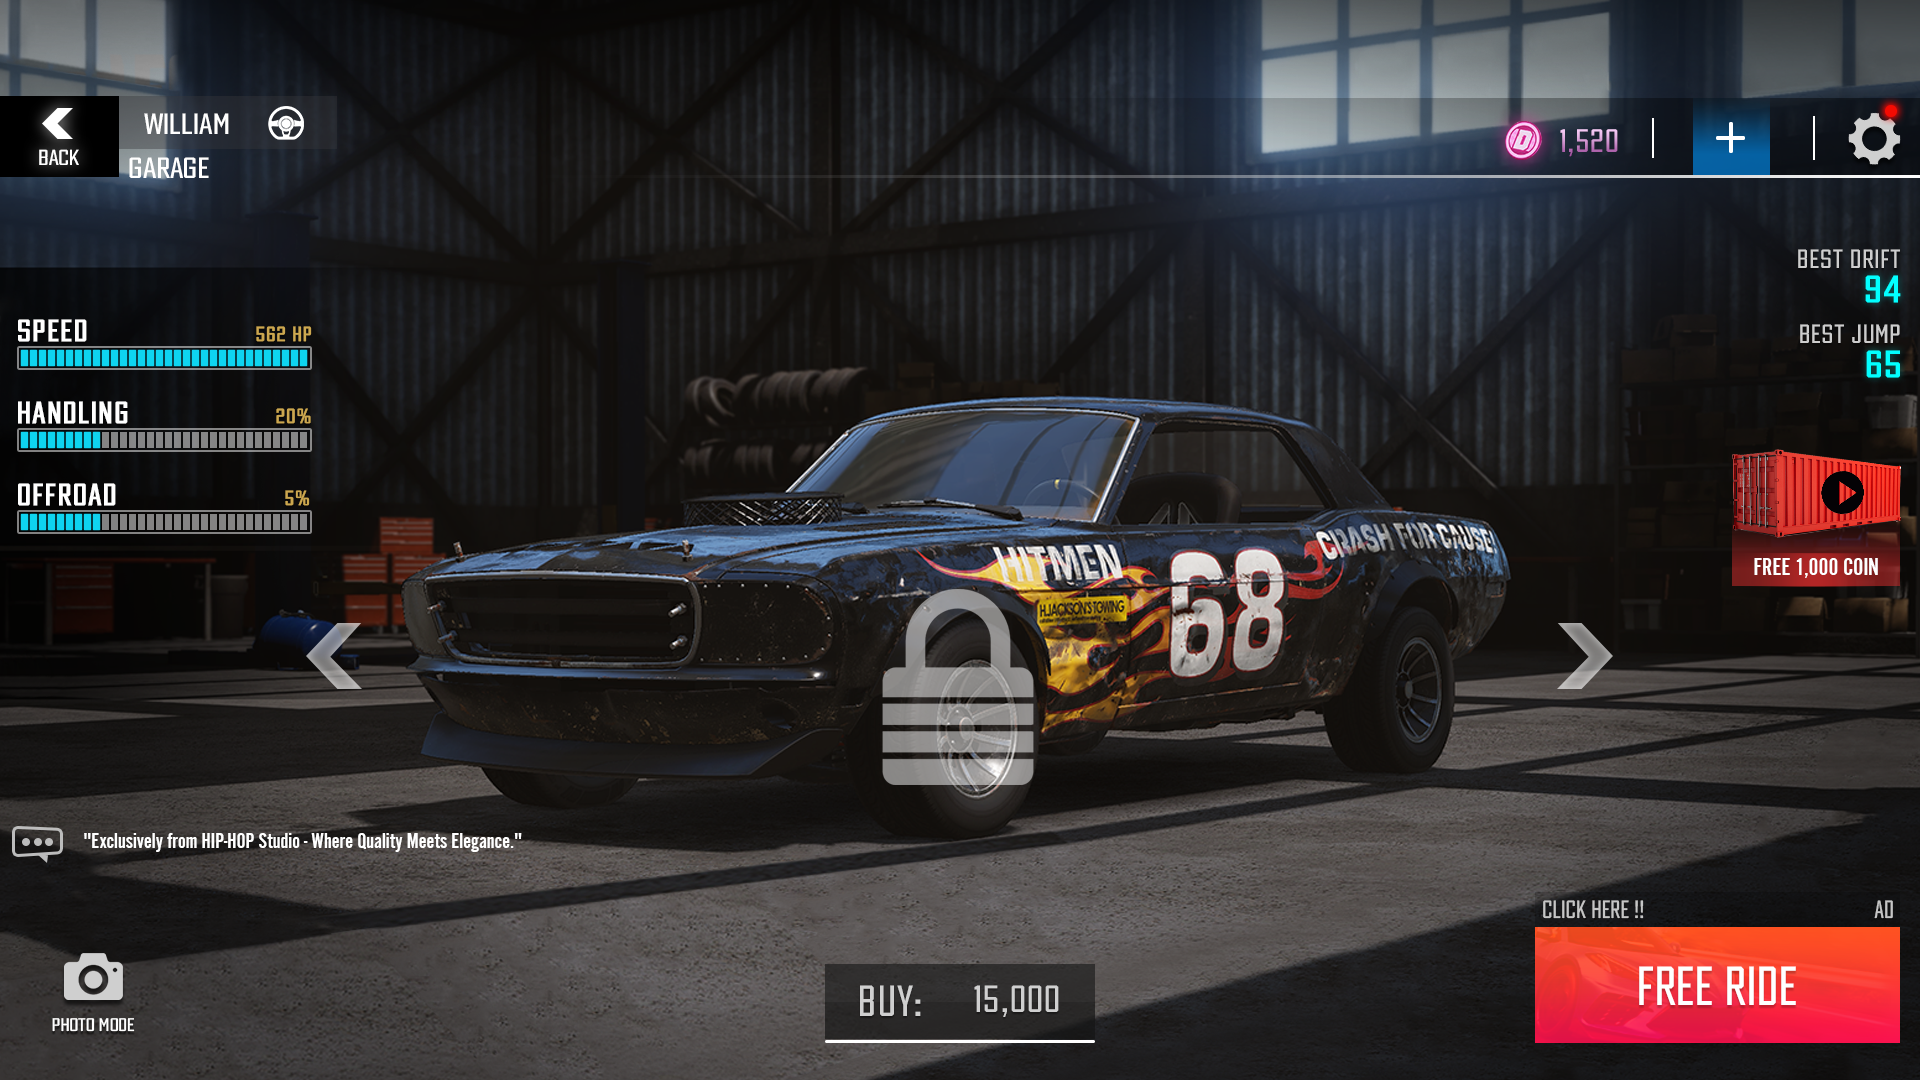 BACK
WILLIAM
GARAGE
1,520
BEST DRIFT
94
BEST JUMP
65
SPEED
562 HP
HANDLING
20%
OFFROAD
5%
HITMEN
68
CRASH FOR CAUSE!
H.JACKSON'S TOWING
FREE 1,000 COIN
"Exclusively from HIP-HOP Studio - Where Quality Meets Elegance."
CLICK HERE !!
AD
FREE RIDE
BUY: 15,000
PHOTO MODE